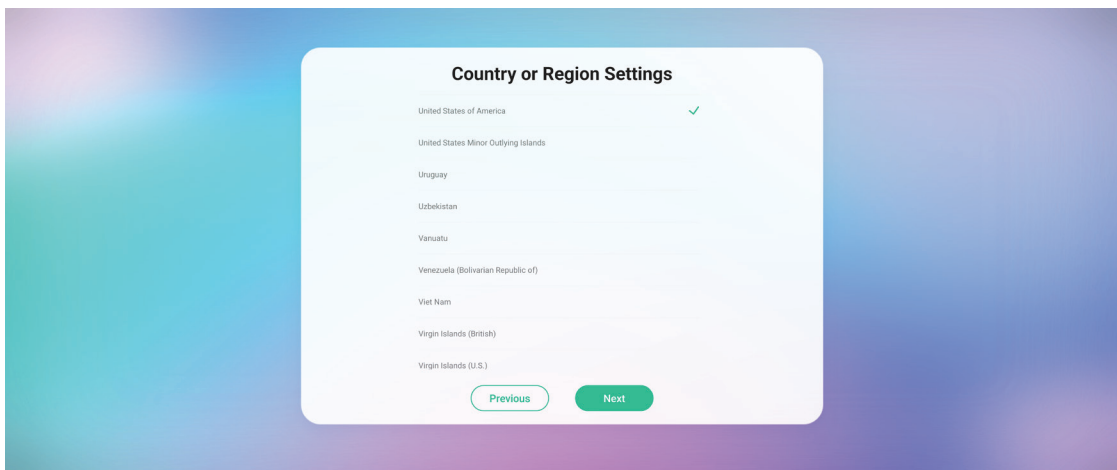 Country or Region Settings
United States of America
United States Minor Outlying Islands
Uruguay
Uzbekistan
Vanuatu
Venezuela (Bolivarian Republic of)
Viet Nam
Virgin Islands (British)
Virgin Islands (U.S.)
Previous
Next